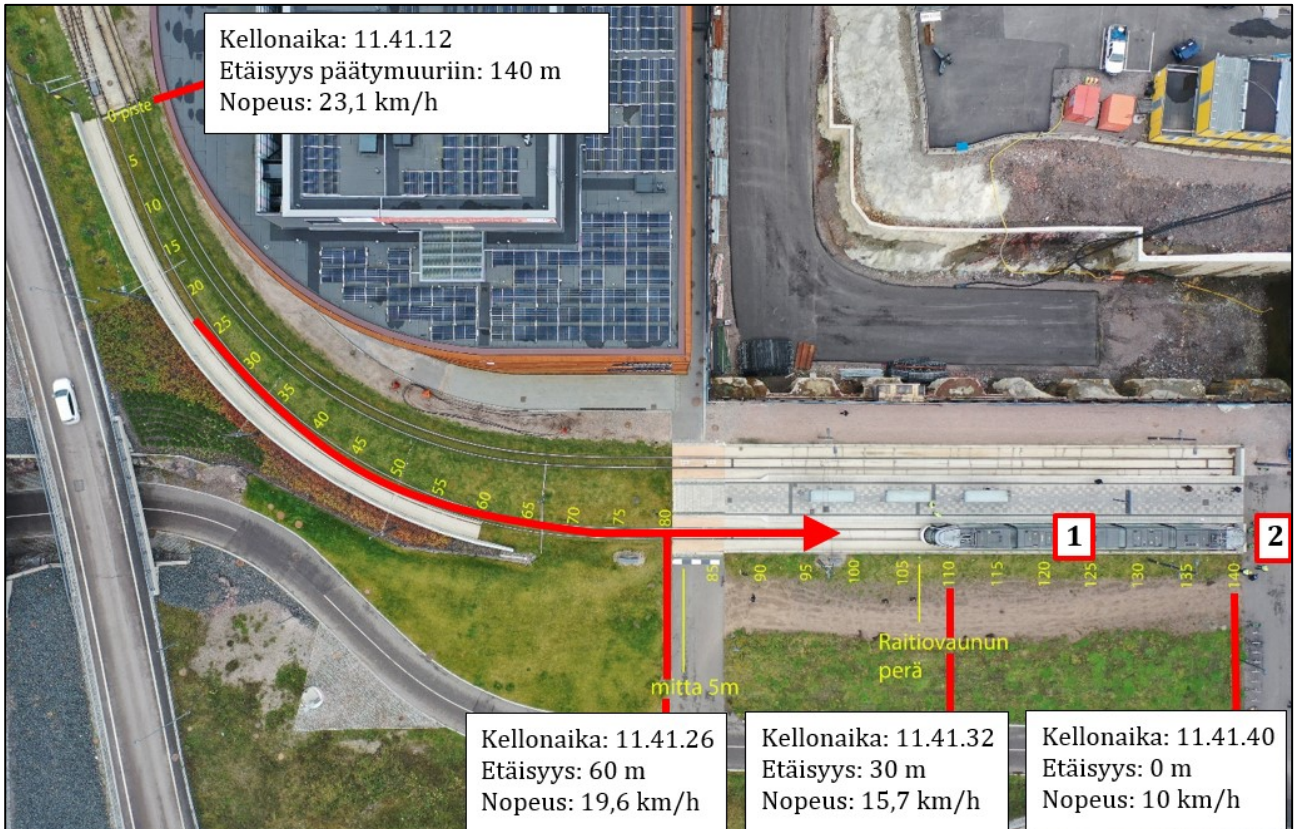 Kellonaika: 11.41.12
Etäisyys päätymuuriin: 140 m
Nopeus: 23,1 km/h
0-piste
5
10
15
20
25
30
35
40
45
50
55
60
65
70
75
80
85
90
95
100
105
110
115
120
125
130
135
140
1
2
mitta 5m
Raitiovaunun
perä
Kellonaika: 11.41.26
Etäisyys: 60 m
Nopeus: 19,6 km/h
Kellonaika: 11.41.32
Etäisyys: 30 m
Nopeus: 15,7 km/h
Kellonaika: 11.41.40
Etäisyys: 0 m
Nopeus: 10 km/h